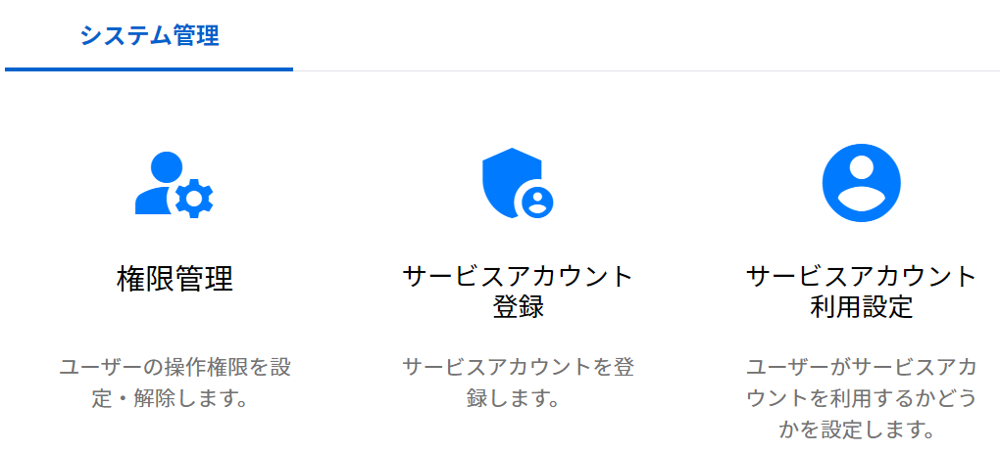 システム管理
権限管理
ユーザーの操作権限を設
定・解除します。
サービスアカウント
登録
サービスアカウントを登
録します。
サービスアカウント
利用設定
ユーザーがサービスアカ
ウントを利用するかどう
かを設定します。